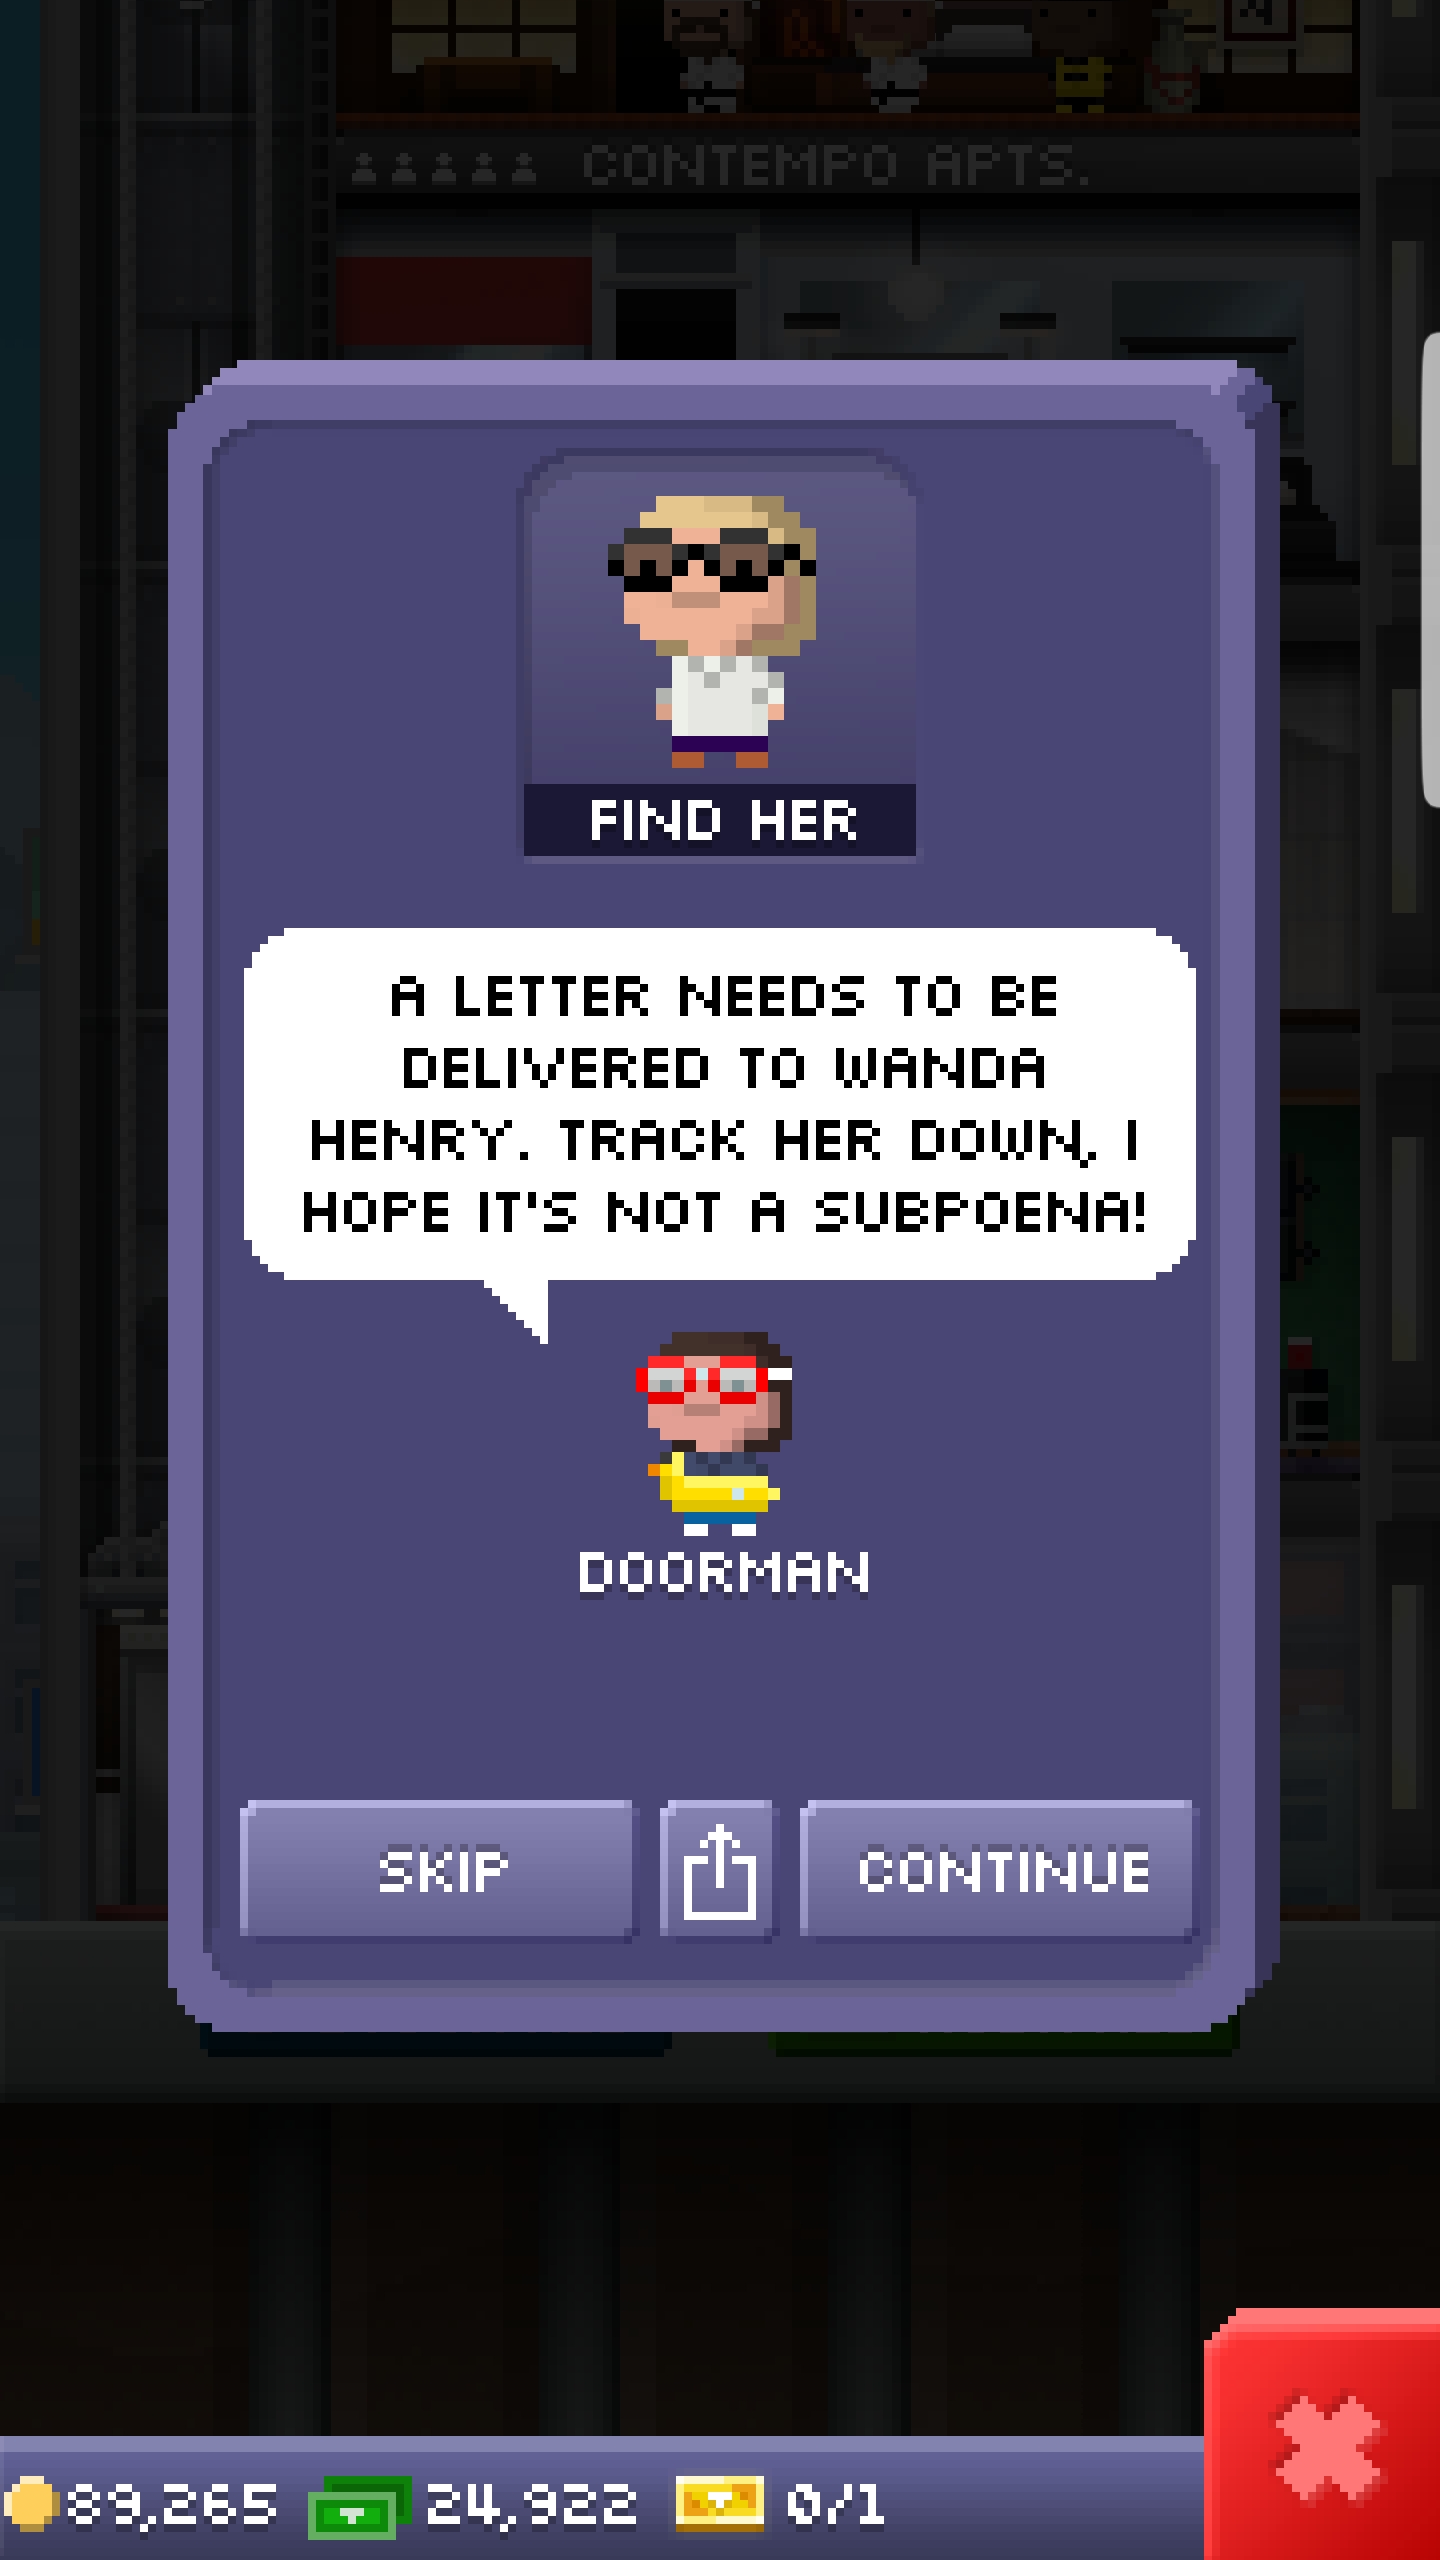 CONTEMPO APTS.
FIND HER
A LETTER NEEDS TO BE
DELIVERED TO WANDA
HENRY. TRACK HER DOWN, I
HOPE IT'S NOT A SUBPOENA!
DOORMAN
SKIP
CONTINUE
89,265 24,922 0/1